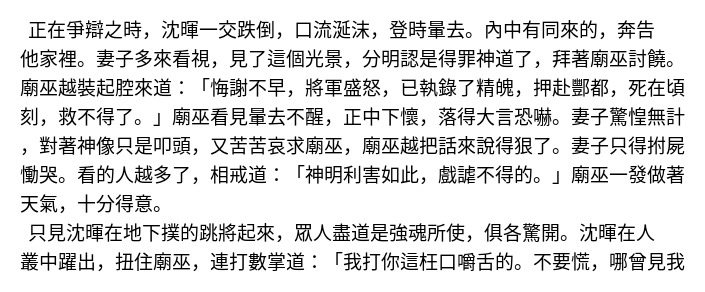 正在爭辯之時，沈暉一交跌倒，口流涎沫，登時暈去。內中有同來的，奔告
他家裡。妻子多來看視，見了這個光景，分明認是得罪神道了，拜著廟巫討饒。
廟巫越裝起腔來道：「悔謝不早，將軍盛怒，已執錄了精魄，押赴酆都，死在頃
刻，救不得了。」廟巫看見暈去不醒，正中下懷，落得大言恐嚇。妻子驚惶無計
，對著神像只是叩頭，又苦苦哀求廟巫，廟巫越把話來說得狠了。妻子只得拊屍
慟哭。看的人越多了，相戒道：「神明利害如此，戲謔不得的。」廟巫一發做著
天氣，十分得意。
只見沈暉在地下撲的跳將起來，眾人盡道是強魂所使，俱各驚開。沈暉在人
叢中躍出，扭住廟巫，連打數掌道：「我打你這枉口嚼舌的。不要慌，哪曾見我